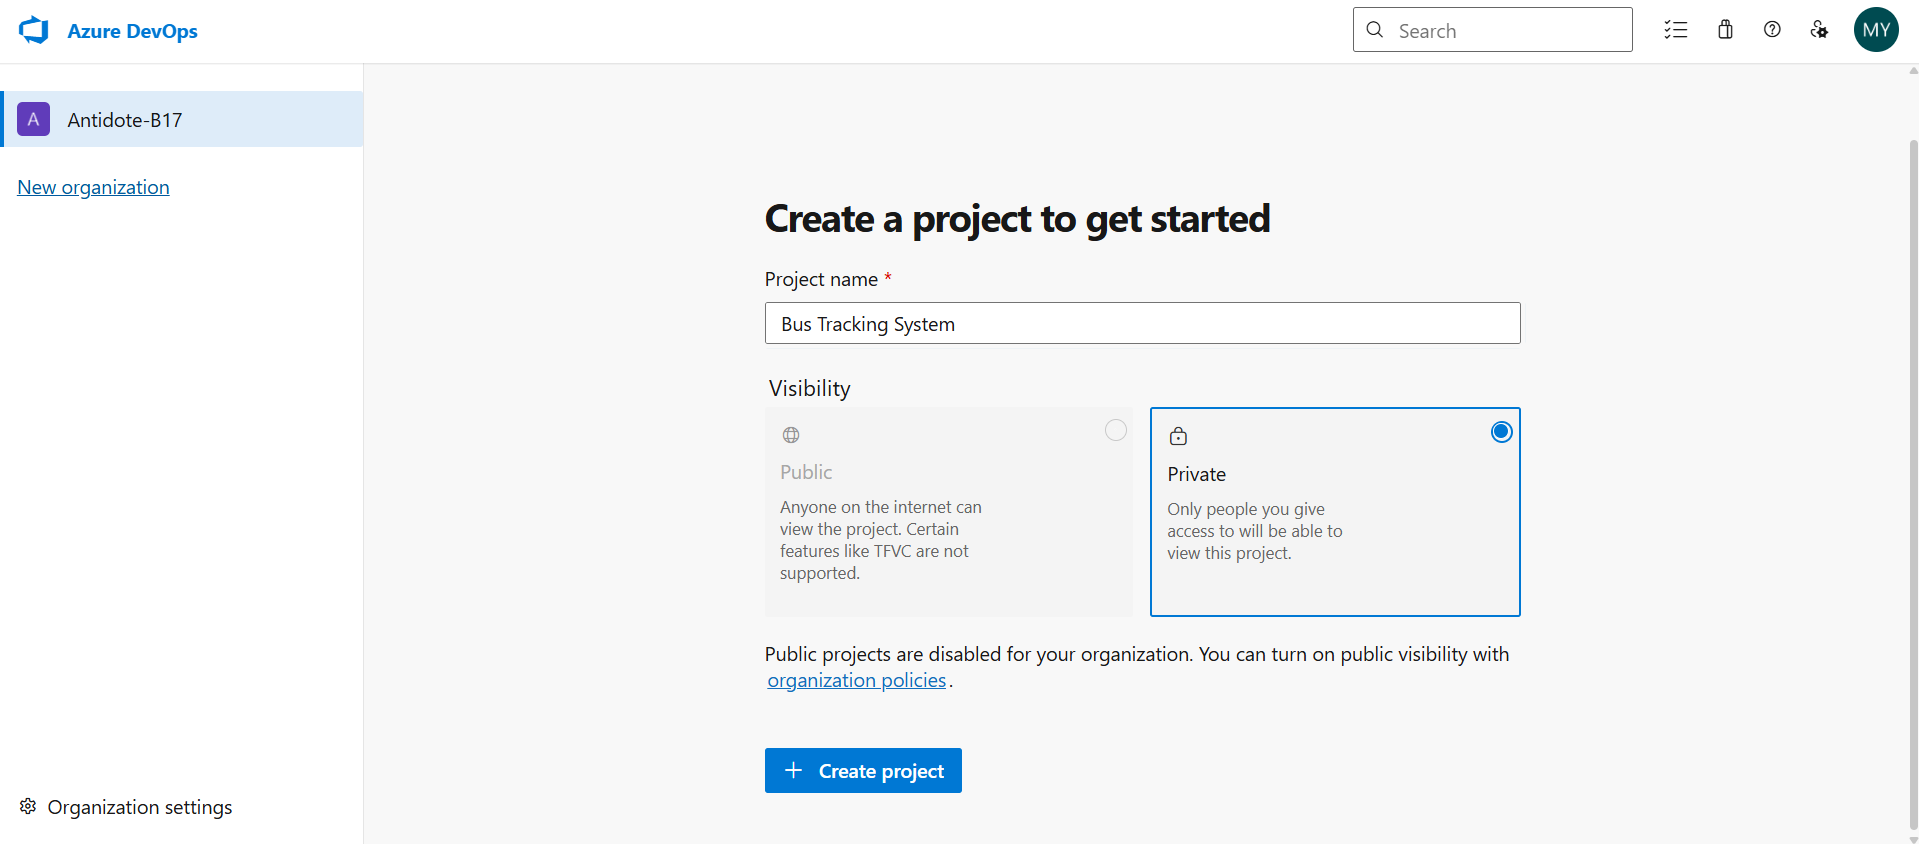 Azure DevOps
Search
MY
A
Antidote-B17
New organization
Create a project to get started
Project name *
Bus Tracking System
Visibility
Public
Anyone on the internet can
view the project. Certain
features like TFVC are not
supported.
Private
Only people you give
access to will be able to
view this project.
Public projects are disabled for your organization. You can turn on public visibility with
organization policies.
+ Create project
Organization settings